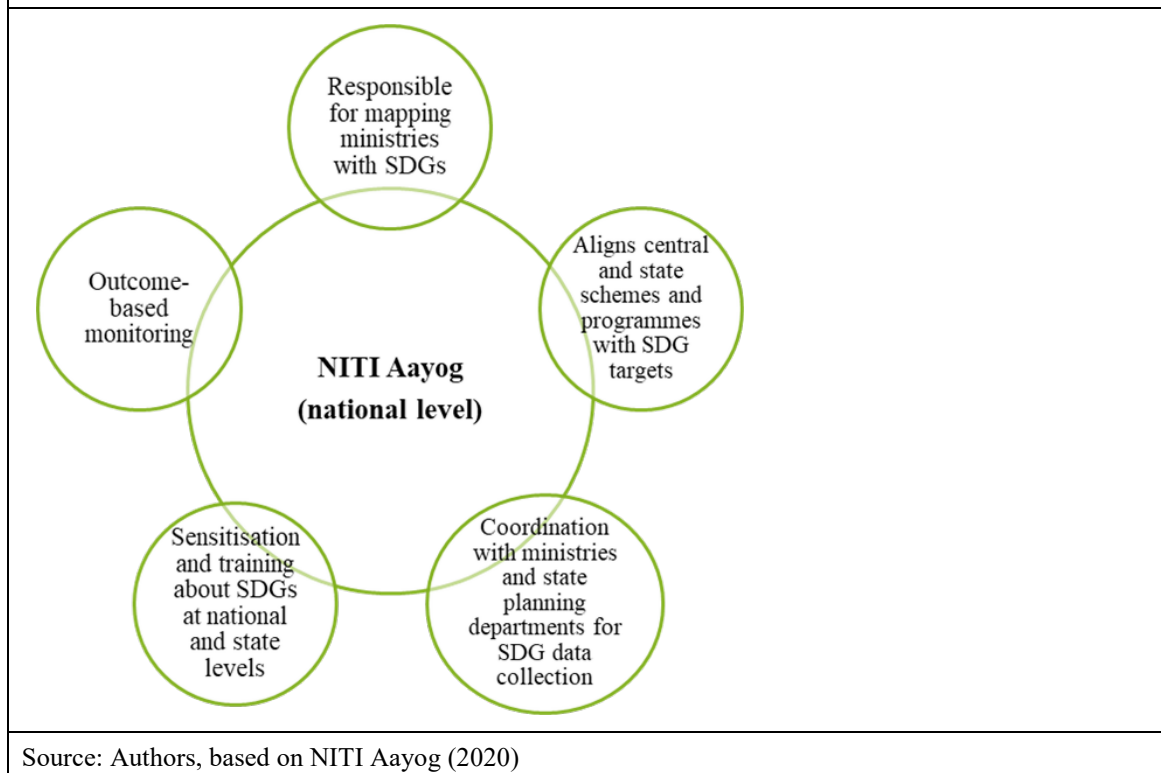 Responsible
for mapping
ministries
with SDGs
Aligns central
and state
schemes and
programmes
with SDG
targets
Outcome-
based
monitoring
NITI Aayog
(national level)
Sensitisation
and training
about SDGs
at national
and state
levels
Coordination
with ministries
and state
planning
departments for
SDG data
collection
Source: Authors, based on NITI Aayog (2020)